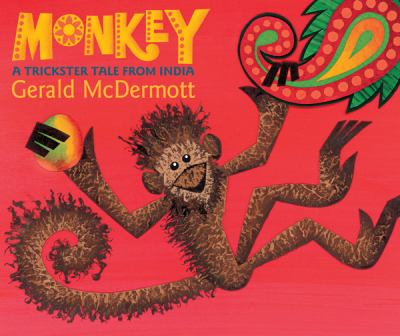 MONKEY
A TRICKSTER TALE FROM INDIA
Gerald McDermott